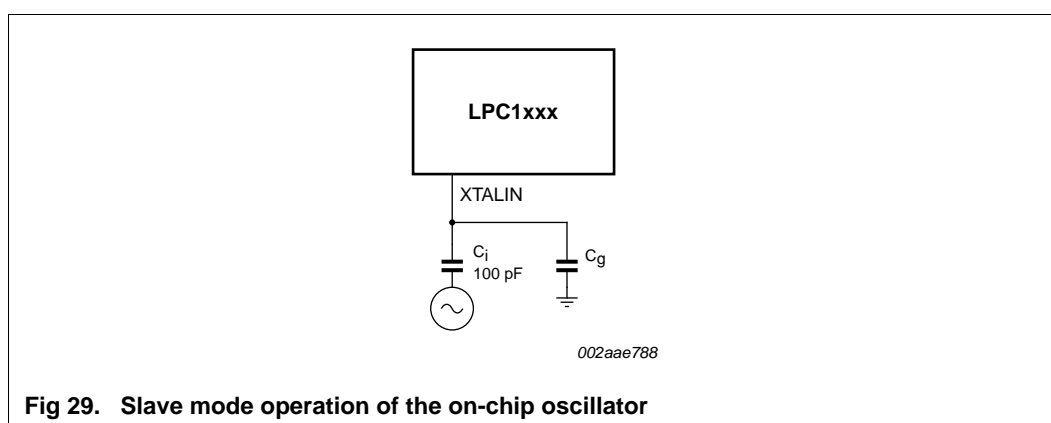 LPC1xxx
XTALIN
Ci
100 pF
Cg
002aae788
Fig 29. Slave mode operation of the on-chip oscillator